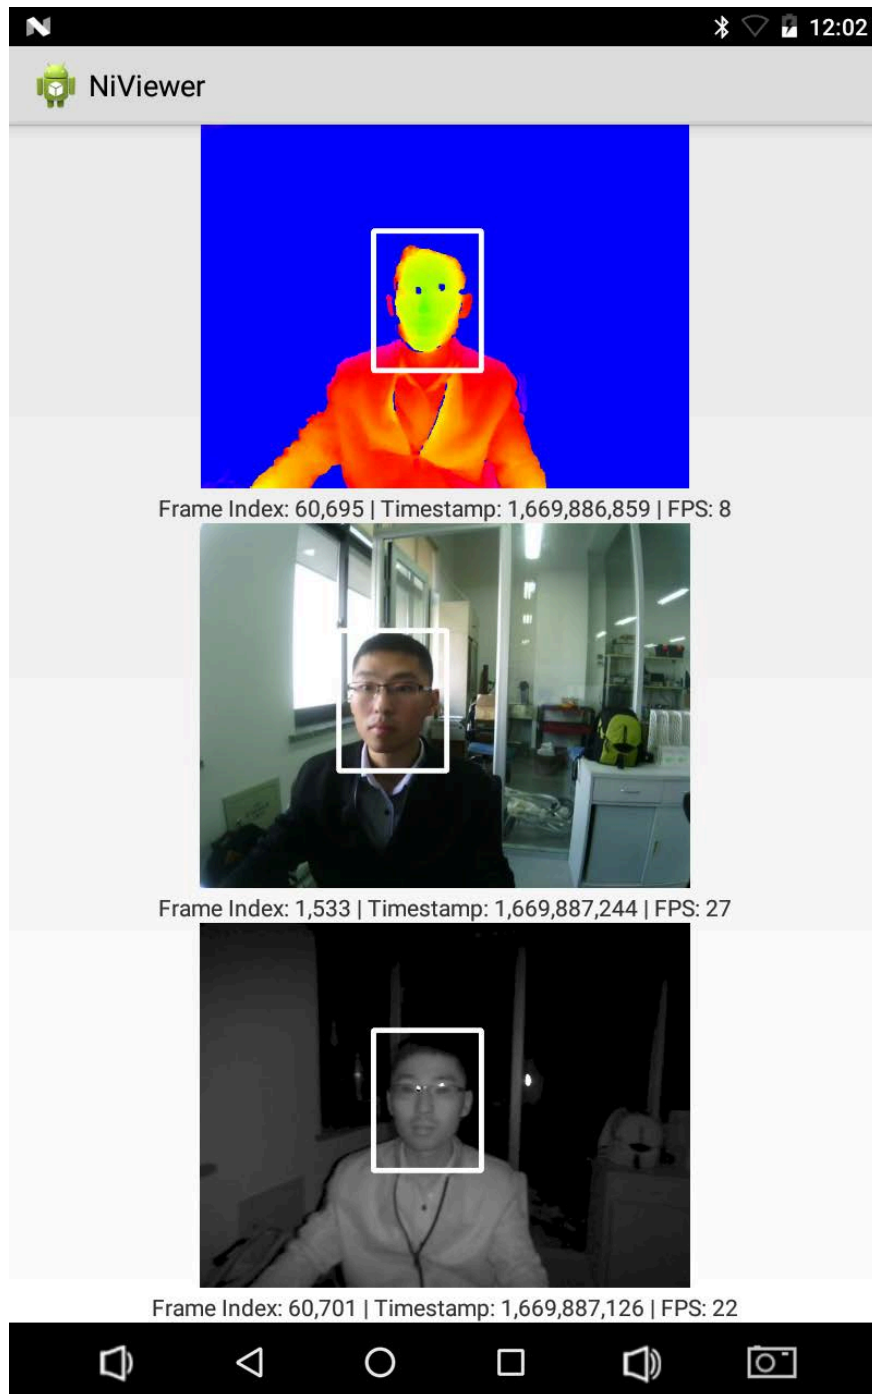 12:02
NiViewer
Frame Index: 60,695 | Timestamp: 1,669,886,859 | FPS: 8
Frame Index: 1,533 | Timestamp: 1,669,887,244 | FPS: 27
Frame Index: 60,701 | Timestamp: 1,669,887,126 | FPS: 22